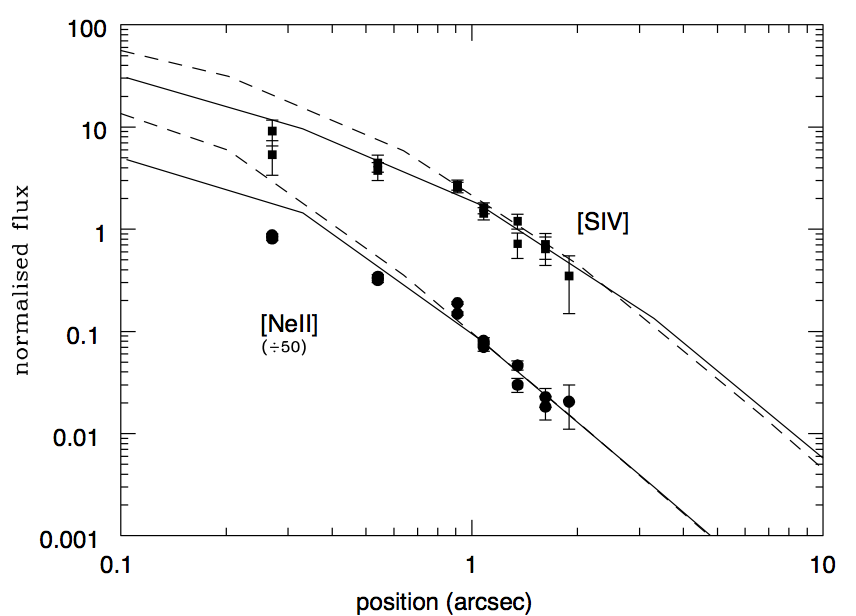 100
10
1
0.1
0.01
0.001
normalised flux
[SIV]
[NeII]
(÷50)
0.1
1
10
position (arcsec)